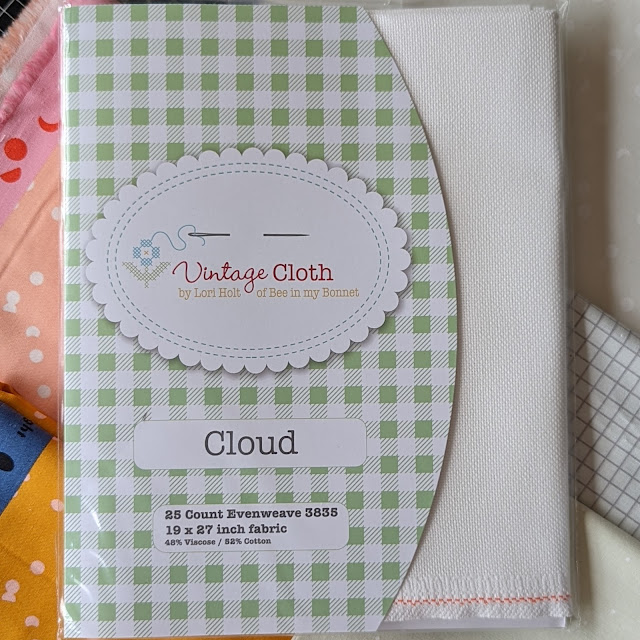 Vintage Cloth
by Lori Holt of Bee in my Bonnet
Cloud
25 Count Evenweave 3835
19 x 27 inch fabric
48% Viscose / 52% Cotton